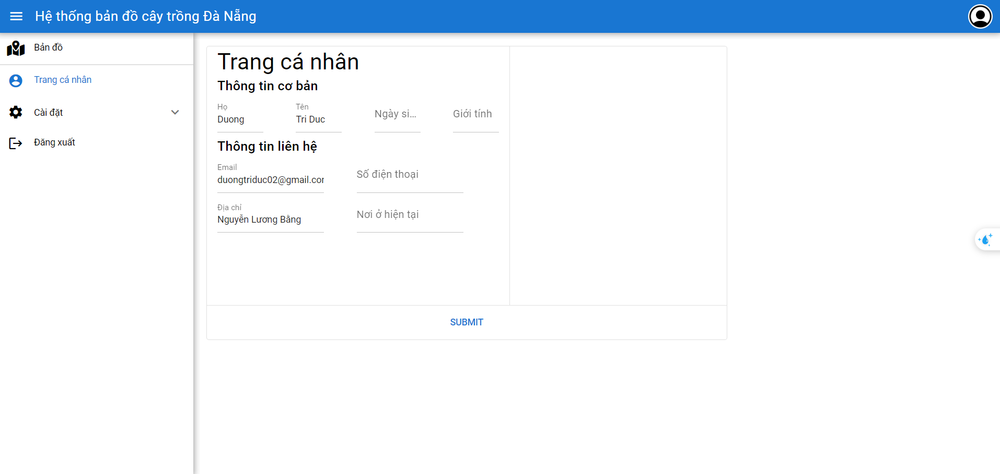 Hệ thống bản đồ cây trồng Đà Nẵng
Bản đồ
Trang cá nhân
Cài đặt
Đăng xuất
Trang cá nhân
Thông tin cơ bản
Họ
Duong
Tên
Tri Duc
Ngày si...
Giới tính
Thông tin liên hệ
Email
duongtriduc02@gmail.cor
Số điện thoại
Địa chỉ
Nguyễn Lương Bằng
Nơi ở hiện tại
SUBMIT